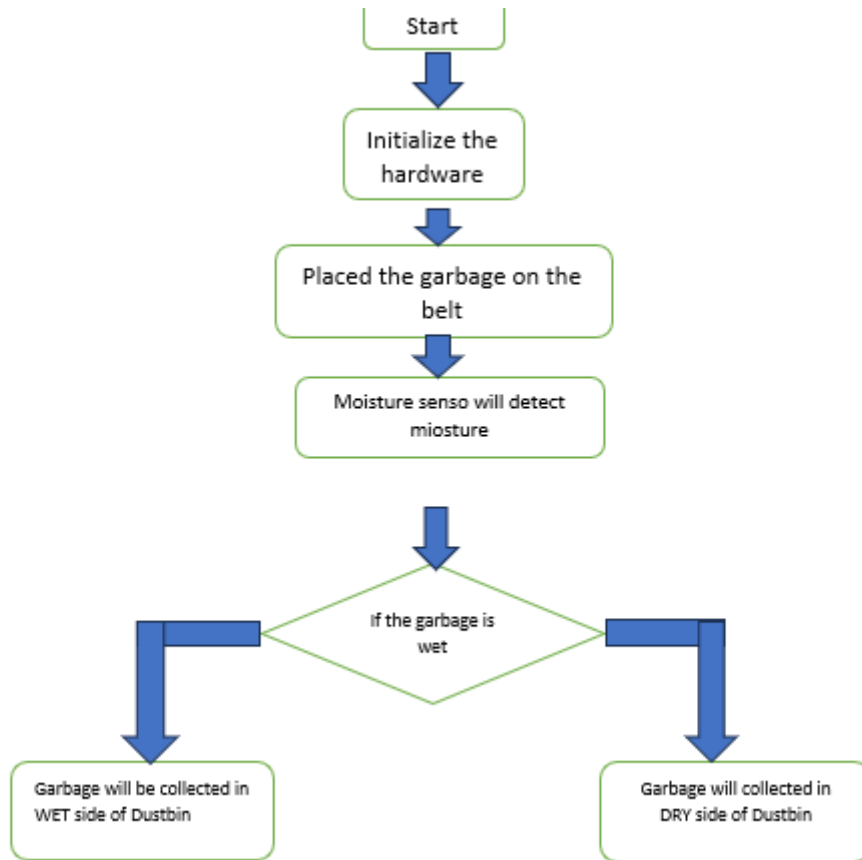 Start
Initialize the
hardware
Placed the garbage on the
belt
Moisture senso will detect
miosture
If the garbage is
wet
Garbage will be collected in
WET side of Dustbin
Garbage will collected in
DRY side of Dustbin